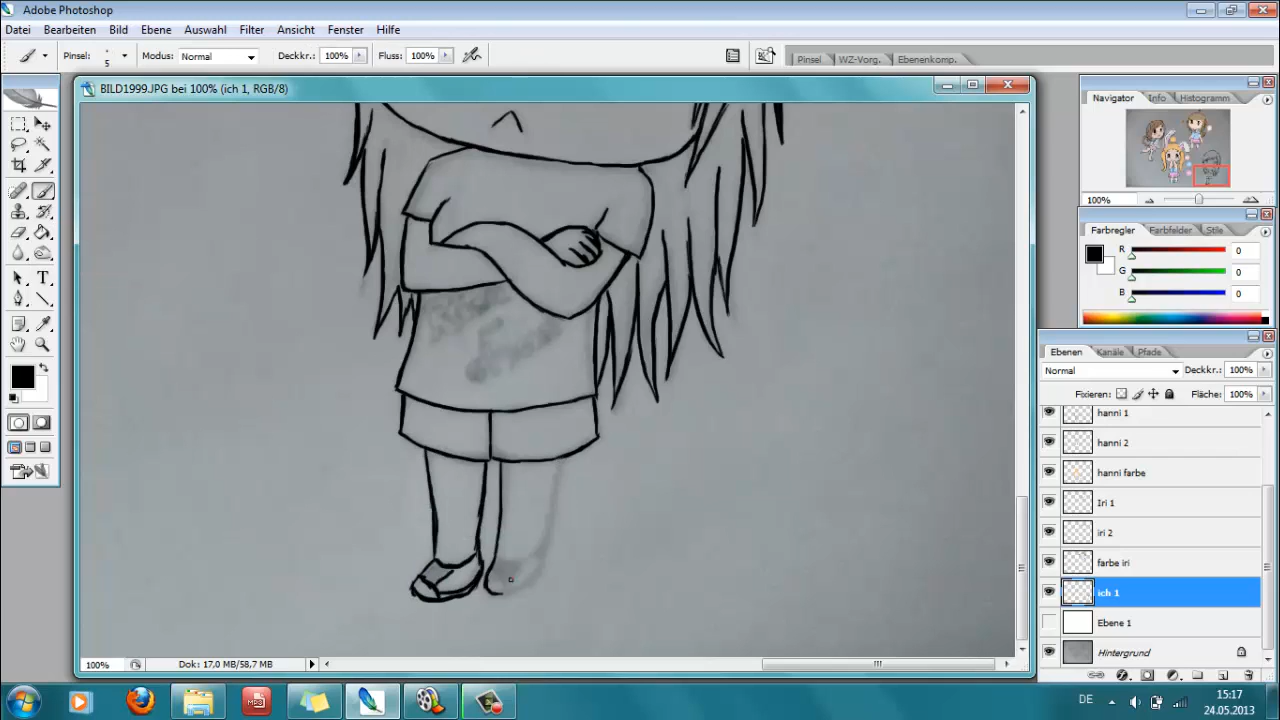 Adobe Photoshop
Datei Bearbeiten Bild Ebene Auswahl Filter Ansicht Fenster Hilfe
Pinsel: 5 Modus: Normal Deckkr.: 100% Fluss: 100% Pinsel WZ-Vorg. Ebenenkomp.
BILD1999.JPG bei 100% (ich 1, RGB/8)
Navigator Info Histogramm
100%
Farbregler Farbfelder Stile
R 0
G 0
B 0
Ebenen Kanäle Pfade
Normal Deckkr.: 100%
Fixieren: Fläche: 100%
hanni 1
hanni 2
hanni farbe
Iri 1
iri 2
farbe iri
ich 1
Ebene 1
Hintergrund
100% Dok: 17,0 MB/58,7 MB
DE 15:17
24.05.2013